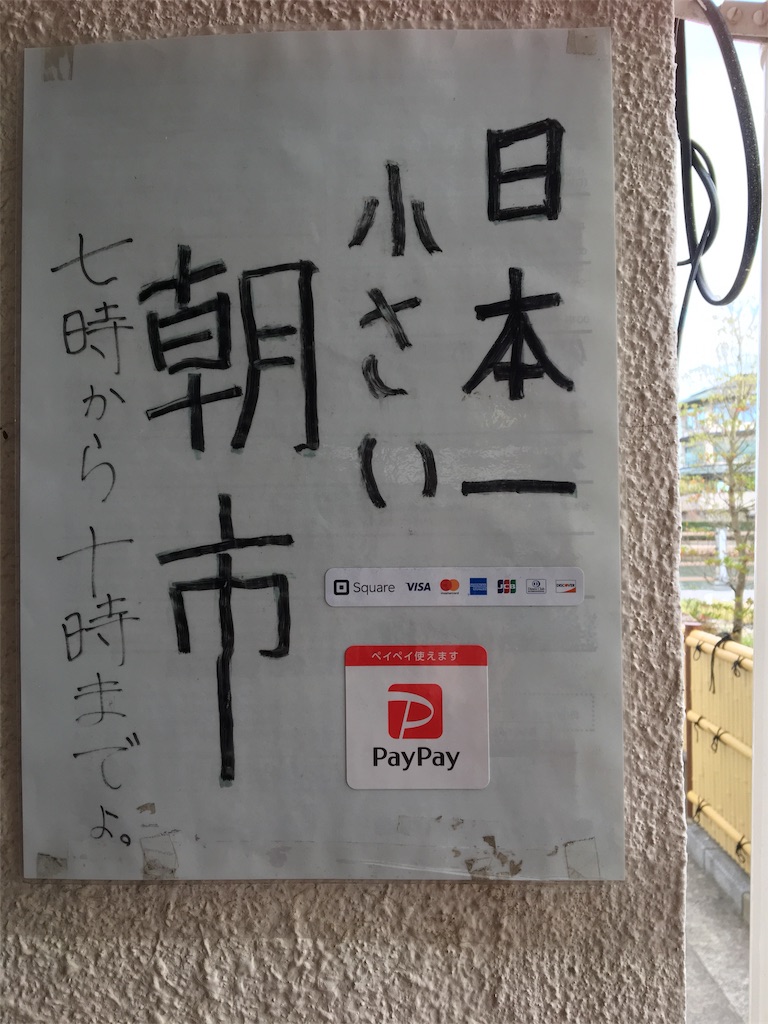 日本一
小さい
朝市
七時から十時までよ。
Square VISA
ペイペイ使えます
PayPay